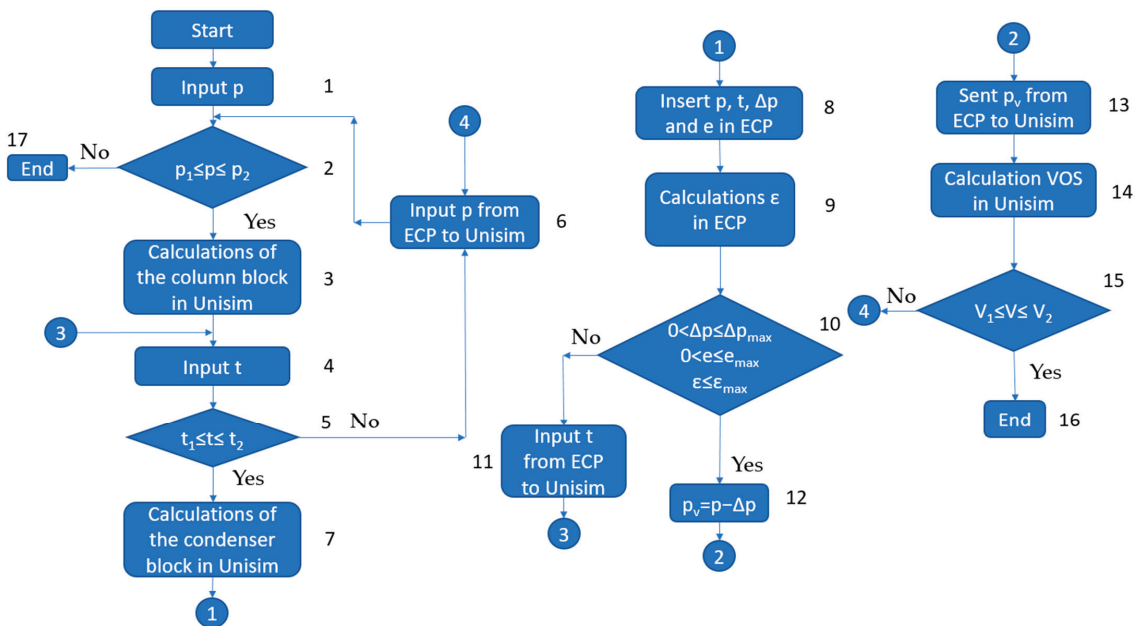 Start
Input p
1
p₁≤p≤ p₂
2
No
17
End
Yes
Calculations of
the column block
in Unisim
3
3
Input t
4
t₁≤t≤ t₂
5
No
Yes
Calculations of
the condenser
block in Unisim
7
1
4
Input p from
ECP to Unisim
6
1
Insert p, t, Δp
and e in ECP
8
Calculations ε
in ECP
9
0<Δp≤Δpₘₐₓ
0<e≤eₘₐₓ
ε≤εₘₐₓ
10
No
Input t
from ECP
to Unisim
11
3
Yes
pᵥ=p−Δp
12
2
2
Sent pᵥ from
ECP to Unisim
13
Calculation VOS
in Unisim
14
V₁≤V≤ V₂
15
No
4
Yes
End
16